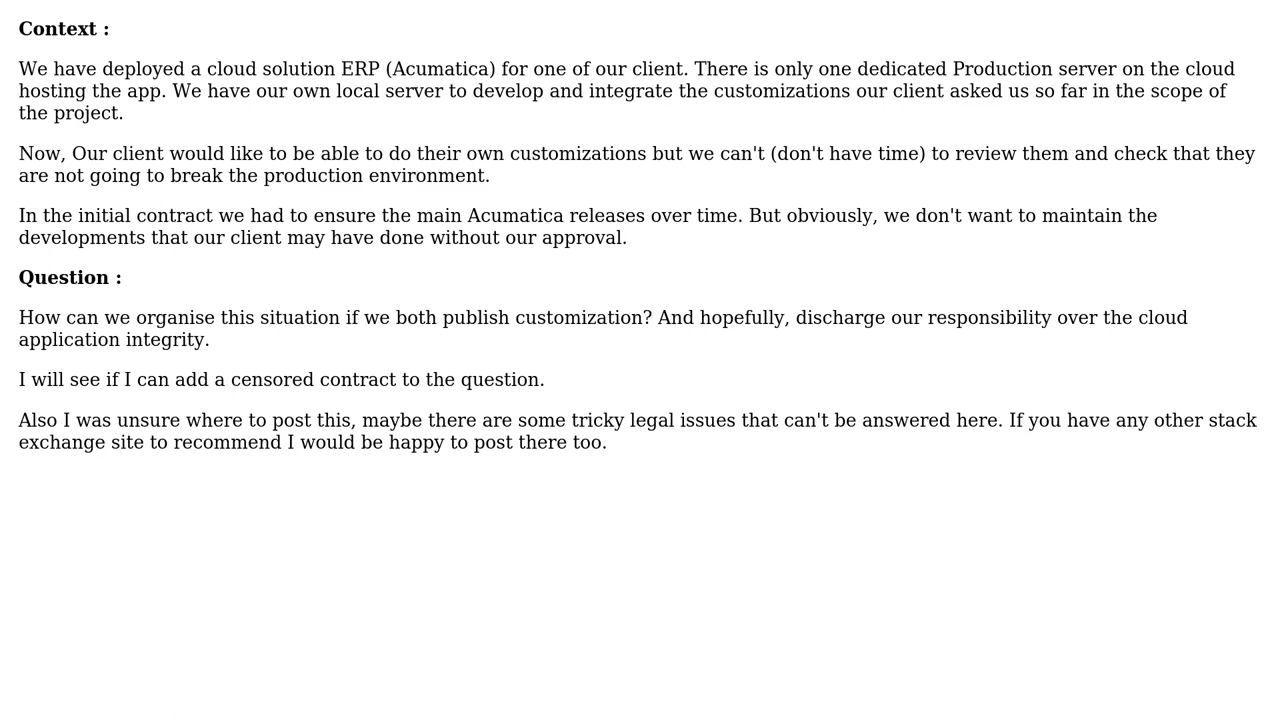 Context :
We have deployed a cloud solution ERP (Acumatica) for one of our client. There is only one dedicated Production server on the cloud
hosting the app. We have our own local server to develop and integrate the customizations our client asked us so far in the scope of
the project.
Now, Our client would like to be able to do their own customizations but we can't (don't have time) to review them and check that they
are not going to break the production environment.
In the initial contract we had to ensure the main Acumatica releases over time. But obviously, we don't want to maintain the
developments that our client may have done without our approval.
Question :
How can we organise this situation if we both publish customization? And hopefully, discharge our responsibility over the cloud
application integrity.
I will see if I can add a censored contract to the question.
Also I was unsure where to post this, maybe there are some tricky legal issues that can't be answered here. If you have any other stack
exchange site to recommend I would be happy to post there too.